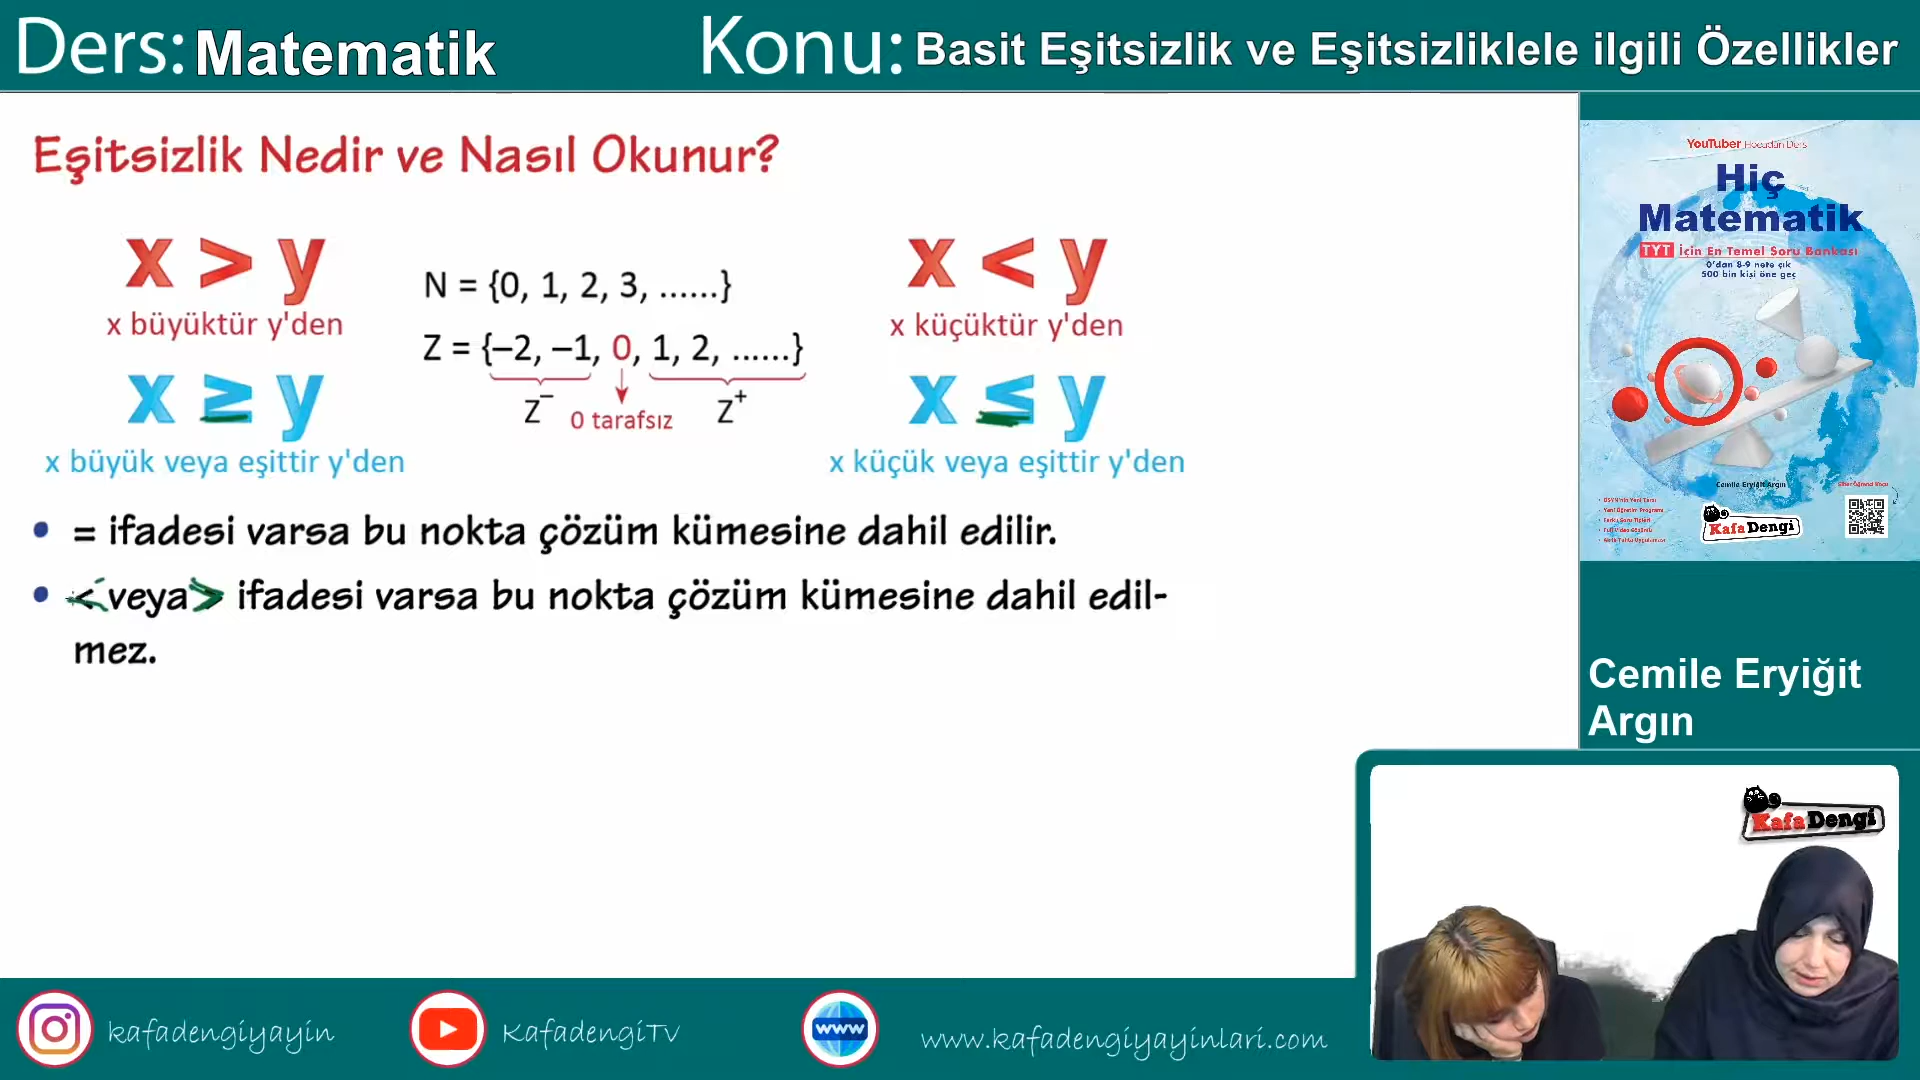 Ders: Matematik
Konu: Basit Eşitsizlik ve Eşitsizliklele ilgili Özellikler
Eşitsizlik Nedir ve Nasıl Okunur?
x > y
x büyüktür y'den
x ≥ y
x büyük veya eşittir y'den
N = {0, 1, 2, 3, ......}
Z = {–2, –1, 0, 1, 2, ......}
Z⁻ 0 tarafsız Z⁺
x < y
x küçüktür y'den
x ≤ y
x küçük veya eşittir y'den
• = ifadesi varsa bu nokta çözüm kümesine dahil edilir.
• < veya > ifadesi varsa bu nokta çözüm kümesine dahil edil-
mez.
YouTuber Hocadan Ders
Hiç
Matematik
TYT İçin En Temel Soru Bankası
0'dan 8-9 nete çık
500 bin kişi öne geç
Cemile Eryiğit Argın
KafaDengi
Cemile Eryiğit
Argın
KafaDengi
kafadengiyayin
KafadengiTV
www
www.kafadengiyayinlari.com